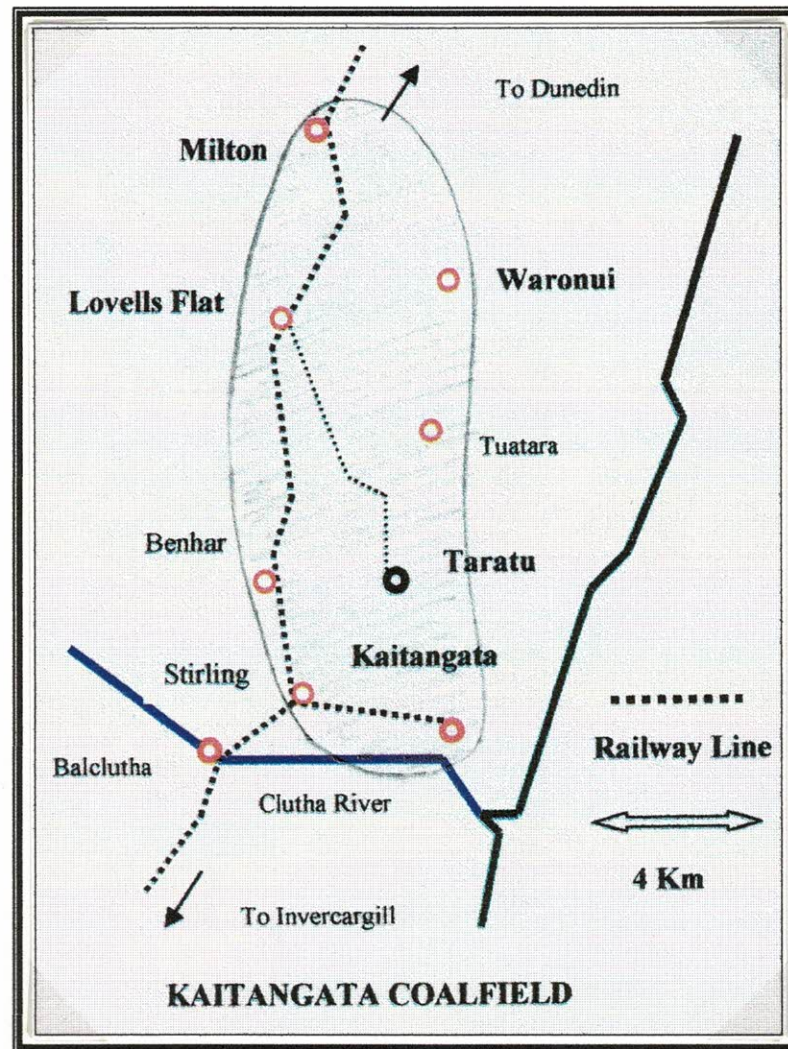 To Dunedin
Milton
Waronui
Lovells Flat
Tuatara
Benhar
Taratu
Kaitangata
Stirling
Railway Line
Balclutha
Clutha River
4 Km
To Invercargill
KAITANGATA COALFIELD